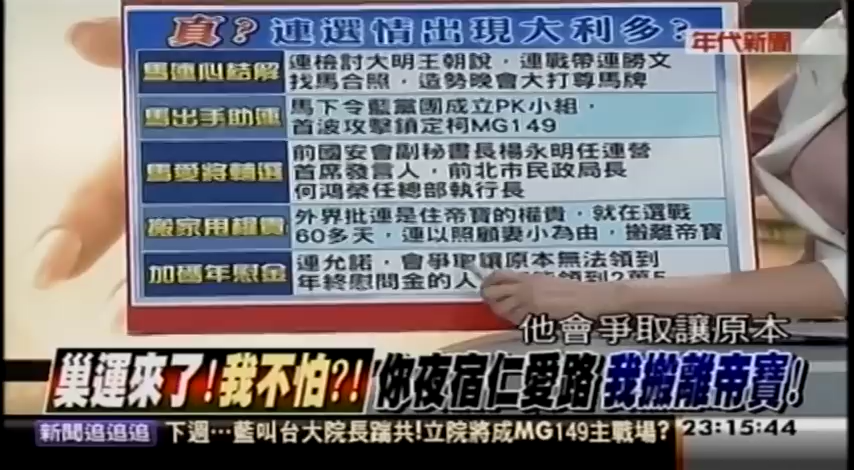 真? 連選情出現大利多?
年代新聞
馬連心結解
連檢討大明王朝說，連戰帶連勝文
找馬合照，造勢晚會大打尊馬牌
馬出手助連
馬下令藍黨團成立PK小組，
首波攻擊鎖定柯MG149
馬愛將輔選
前國安會副秘書長楊永明任連營
首席發言人，前北市民政局長
何鴻榮任總部執行長
搬家甩權貴
外界批連是住帝寶的權貴，就在選戰
60多天，連以照顧妻小為由，搬離帝寶
加碼年慰金
連允諾，會爭取讓原本無法領到
年終慰問金的人 領到2萬5
他會爭取讓原本
巢運來了!我不怕?!你夜宿仁愛路 我搬離帝寶!
新聞追追追 下週…藍叫台大院長踹共!立院將成MG149主戰場? 23:15:44